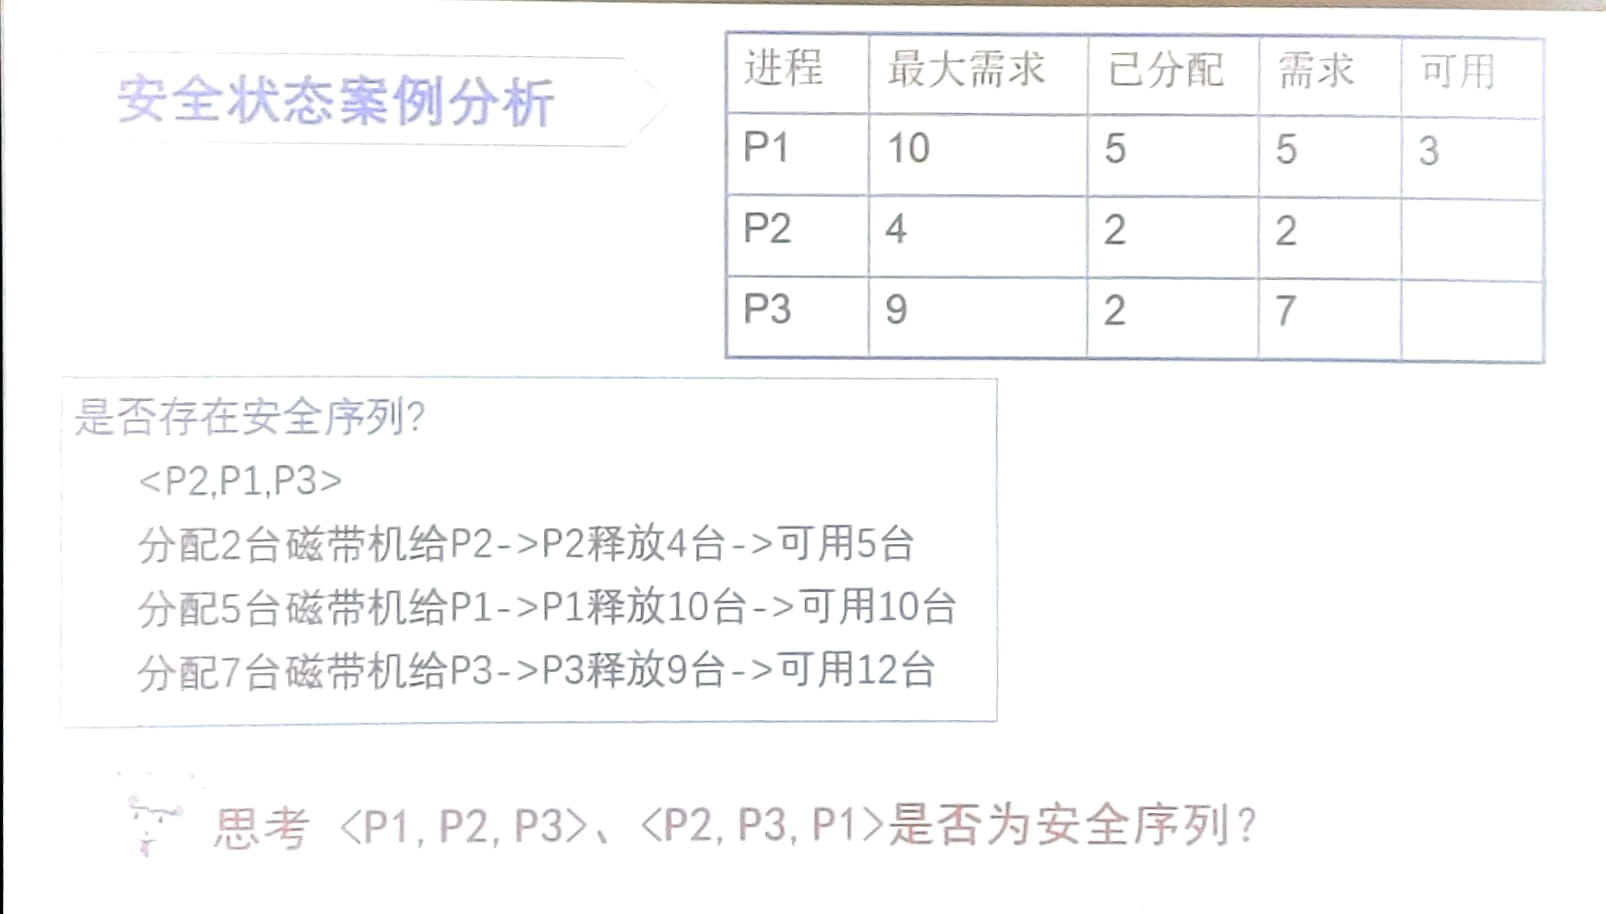 安全状态案例分析
进程 最大需求 已分配 需求 可用
P1 10 5 5 3
P2 4 2 2
P3 9 2 7
是否存在安全序列?
<P2,P1,P3>
分配2台磁带机给P2->P2释放4台->可用5台
分配5台磁带机给P1->P1释放10台->可用10台
分配7台磁带机给P3->P3释放9台->可用12台
思考 <P1, P2, P3>、<P2, P3, P1>是否为安全序列?